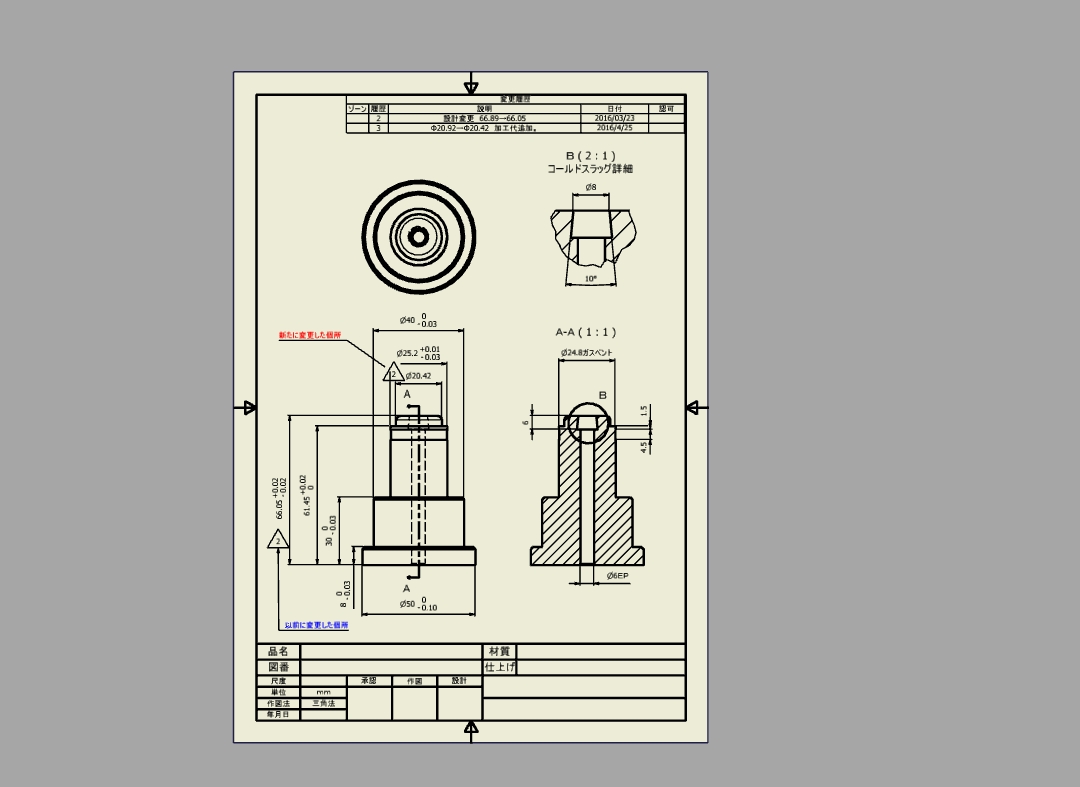 変更履歴
ゾーン 履歴 説明 日付 認可
2 設計変更 66.89→66.05 2016/03/23
3 Φ20.92→Φ20.42 加工代追加。 2016/4/25
B ( 2 : 1 )
コールドスラッグ詳細
Ø8
10°
Ø40 0 -0.03
新たに変更した個所
Ø25.2 +0.01 -0.03
2
Ø20.42
A
66.05 +0.02 -0.02
61.45 +0.02 0
30 0 -0.03
8 0 -0.03
2
A
Ø50 0 -0.10
以前に変更した個所
A-A ( 1 : 1 )
Ø24.8ガスベント
B
6
1.5
4.5
Ø6EP
品名 材質
図番 仕上げ
尺度 承認 作図 設計
単位 mm
作図法 三角法
年月日